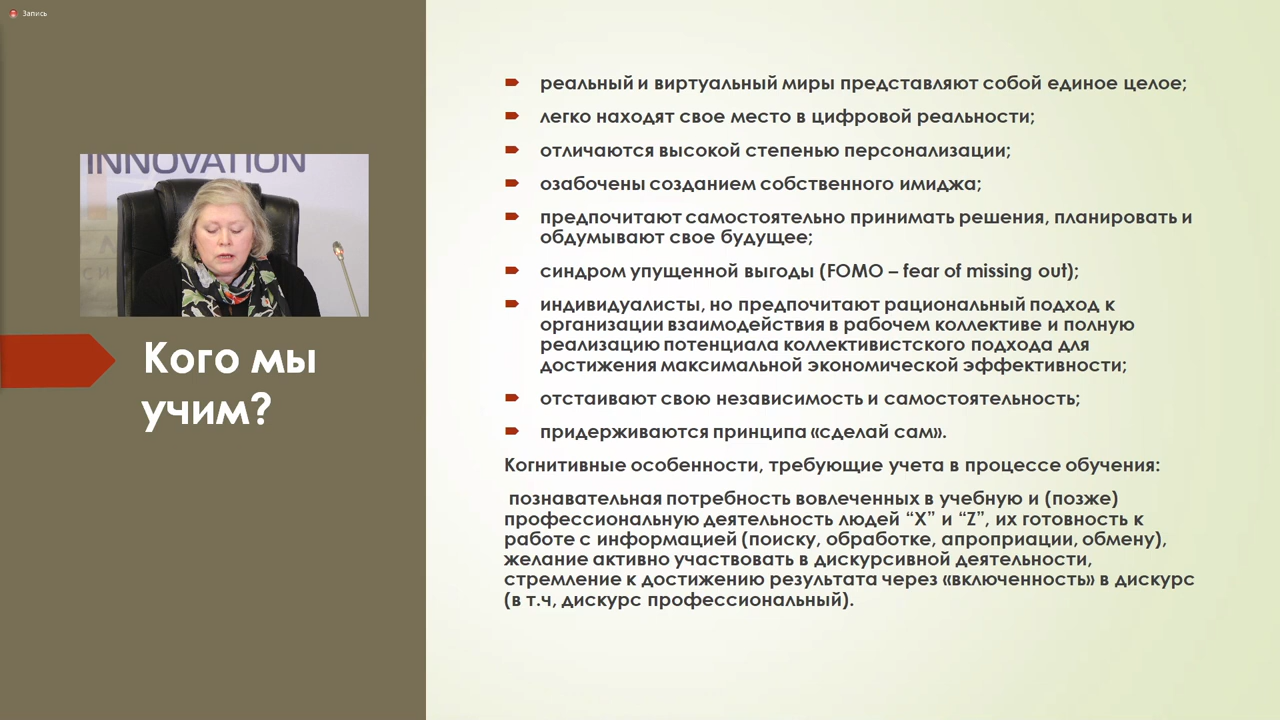 Запись
INNOVATION
Кого мы
учим?
реальный и виртуальный миры представляют собой единое целое;
легко находят свое место в цифровой реальности;
отличаются высокой степенью персонализации;
озабочены созданием собственного имиджа;
предпочитают самостоятельно принимать решения, планировать и
обдумывают свое будущее;
синдром упущенной выгоды (FOMO – fear of missing out);
индивидуалисты, но предпочитают рациональный подход к
организации взаимодействия в рабочем коллективе и полную
реализацию потенциала коллективистского подхода для
достижения максимальной экономической эффективности;
отстаивают свою независимость и самостоятельность;
придерживаются принципа «сделай сам».
Когнитивные особенности, требующие учета в процессе обучения:
познавательная потребность вовлеченных в учебную и (позже)
профессиональную деятельность людей “X” и “Z”, их готовность к
работе с информацией (поиску, обработке, апроприации, обмену),
желание активно участвовать в дискурсивной деятельности,
стремление к достижению результата через «включенность» в дискурс
(в т.ч, дискурс профессиональный).